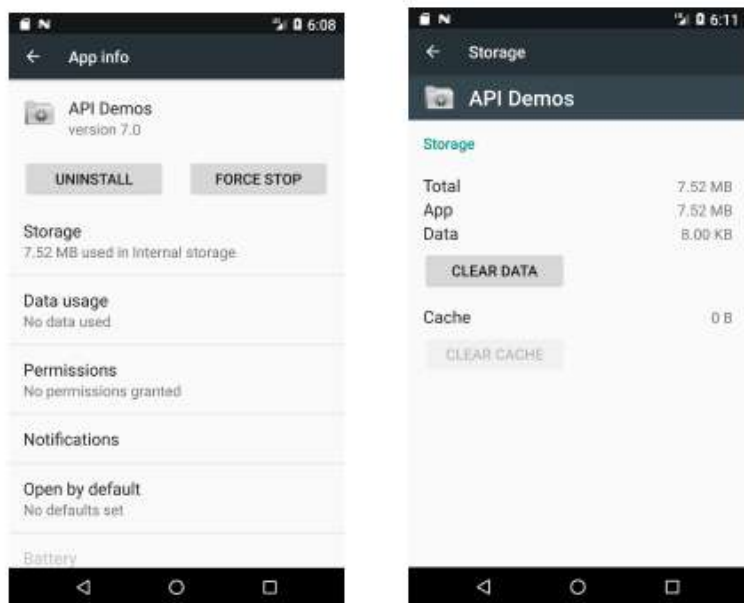 6:08
App info
API Demos
version 7.0
UNINSTALL FORCE STOP
Storage
7.52 MB used in Internal storage
Data usage
No data used
Permissions
No permissions granted
Notifications
Open by default
No defaults set
Battery
6:11
Storage
API Demos
Storage
Total 7.52 MB
App 7.52 MB
Data 8.00 KB
CLEAR DATA
Cache 0 B
CLEAR CACHE